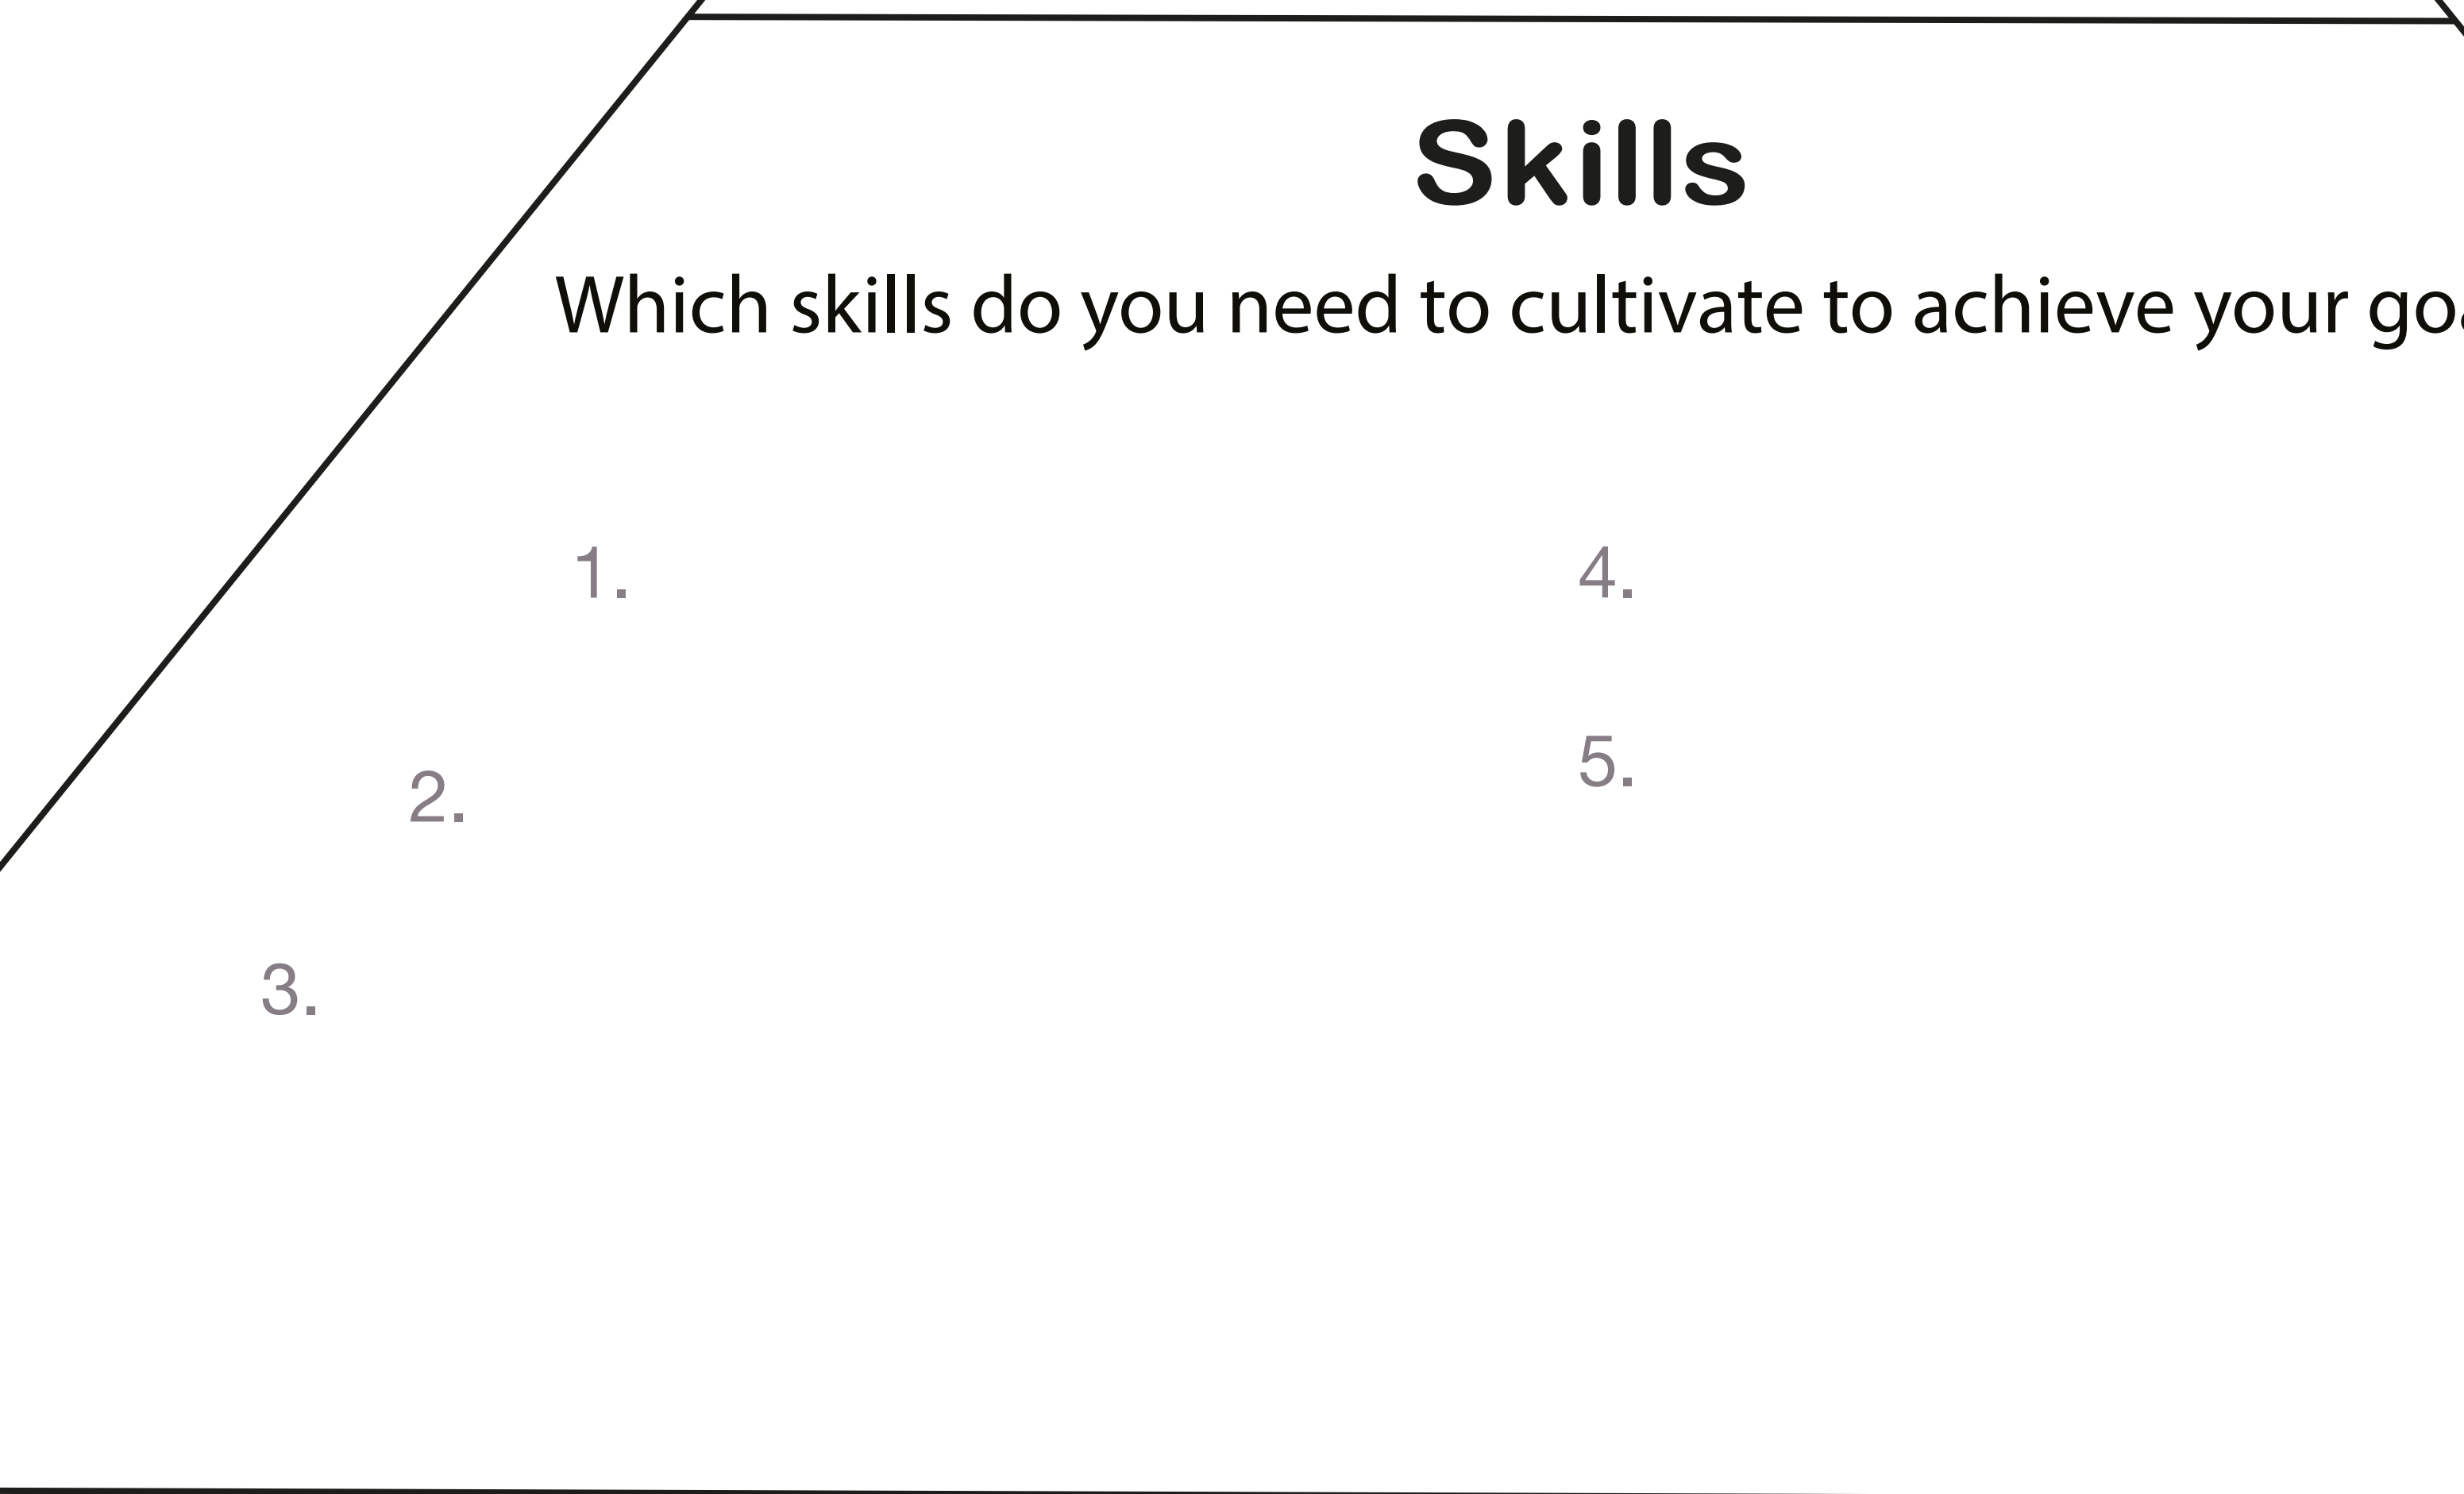 Skills
Which skills do you need to cultivate to achieve your
1.
2.
3.
4.
5.